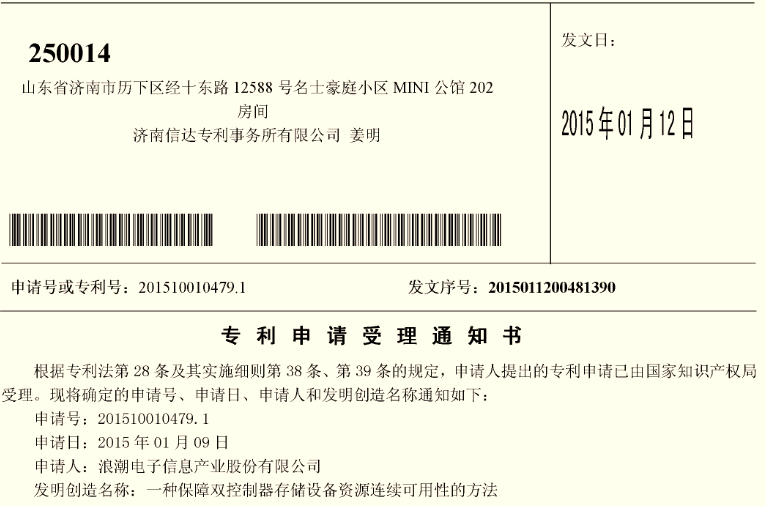 250014
山东省济南市历下区经十东路 12588 号名士豪庭小区 MINI 公馆 202
房间
济南信达专利事务所有限公司 姜明
发文日：
2015 年 01 月 12 日
申请号或专利号：201510010479.1
发文序号：2015011200481390
专 利 申 请 受 理 通 知 书
根据专利法第 28 条及其实施细则第 38 条、第 39 条的规定，申请人提出的专利申请已由国家知识产权局
受理。现将确定的申请号、申请日、申请人和发明创造名称通知如下：
申请号：201510010479.1
申请日：2015 年 01 月 09 日
申请人：浪潮电子信息产业股份有限公司
发明创造名称：一种保障双控制器存储设备资源连续可用性的方法